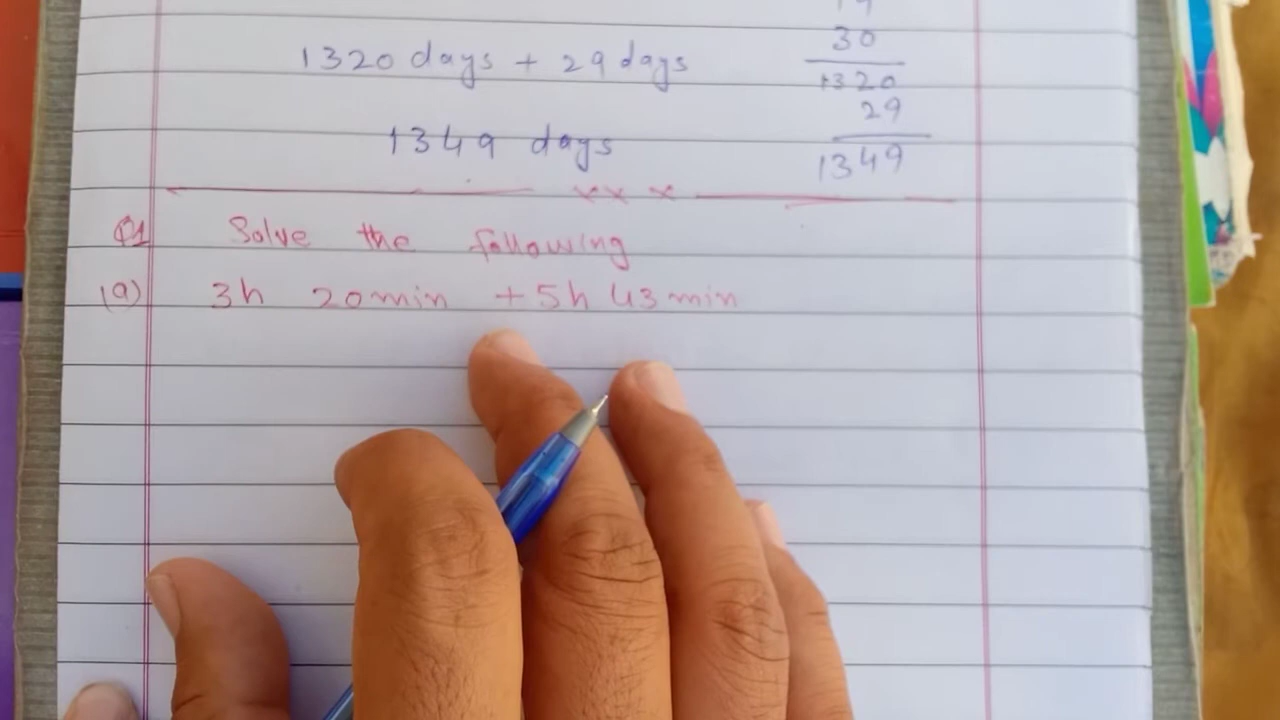 30
1320 days + 29 days
1320
29
1349 days
1349
x x x
Q1 Solve the following
(a) 3h 20min + 5h 43min